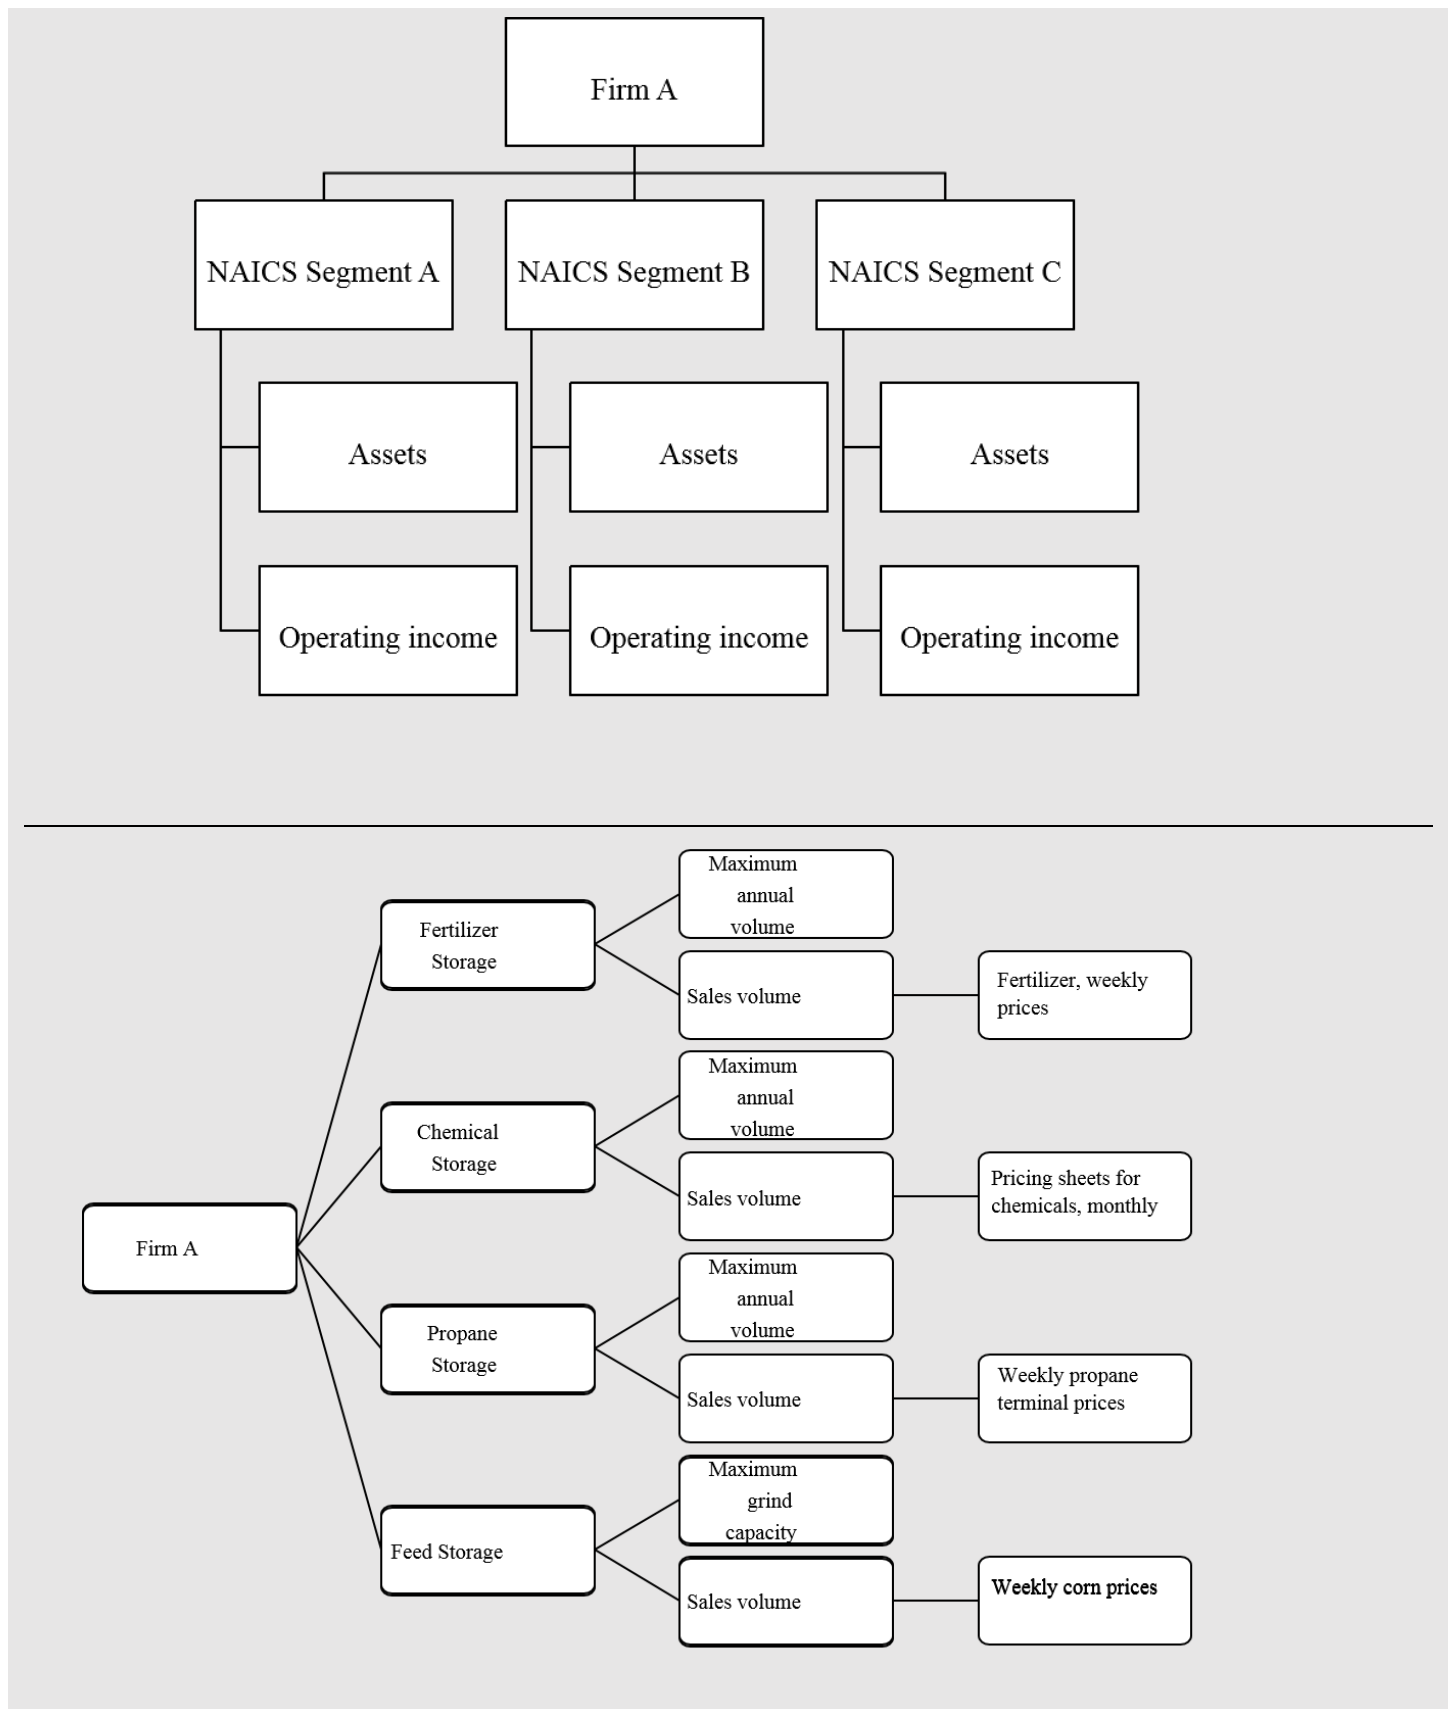 Firm A
NAICS Segment A
NAICS Segment B
NAICS Segment C
Assets
Assets
Assets
Operating income
Operating income
Operating income
Maximum
annual
volume
Fertilizer
Storage
Sales volume
Fertilizer, weekly
prices
Maximum
annual
volume
Chemical
Storage
Sales volume
Pricing sheets for
chemicals, monthly
Firm A
Maximum
annual
volume
Propane
Storage
Sales volume
Weekly propane
terminal prices
Maximum
grind
capacity
Feed Storage
Sales volume
Weekly corn prices